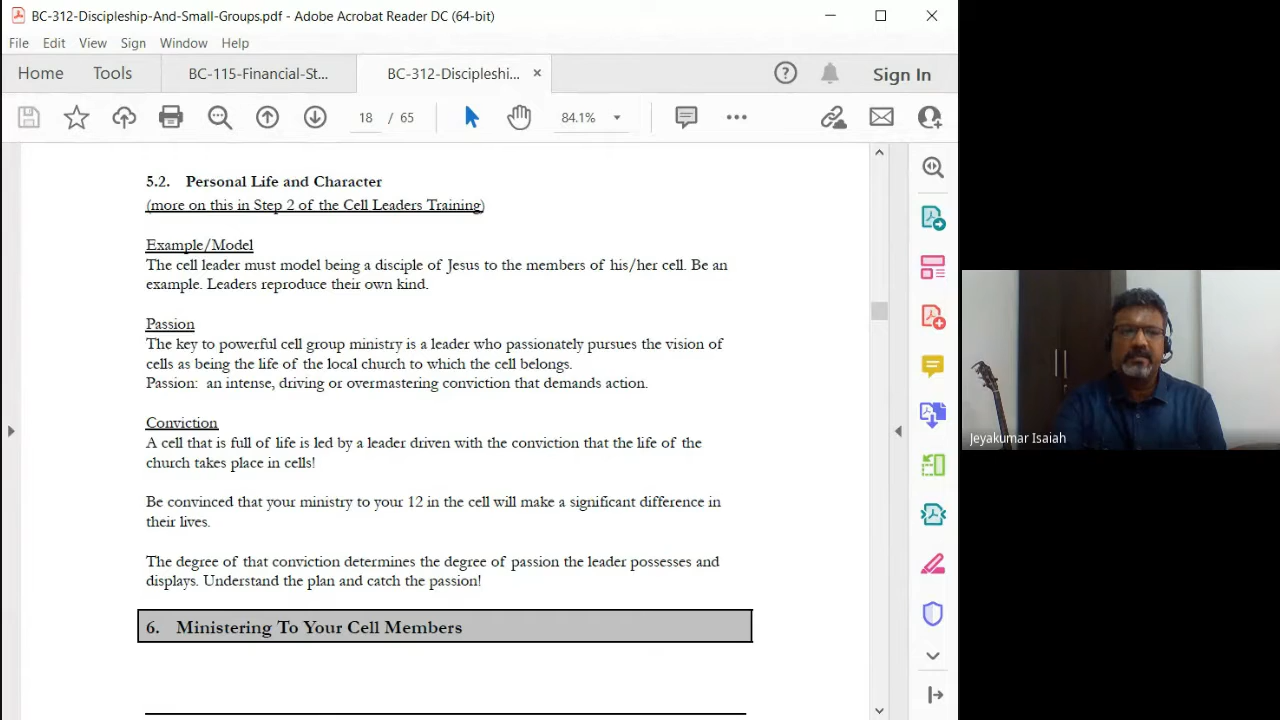 BC-312-Discipleship-And-Small-Groups.pdf - Adobe Acrobat Reader DC (64-bit)
File Edit View Sign Window Help
Home Tools BC-115-Financial-St... BC-312-Discipleshi... Sign In
18 / 65 84.1%
5.2. Personal Life and Character
(more on this in Step 2 of the Cell Leaders Training)
Example/Model
The cell leader must model being a disciple of Jesus to the members of his/her cell. Be an
example. Leaders reproduce their own kind.
Passion
The key to powerful cell group ministry is a leader who passionately pursues the vision of
cells as being the life of the local church to which the cell belongs.
Passion: an intense, driving or overmastering conviction that demands action.
Conviction
A cell that is full of life is led by a leader driven with the conviction that the life of the
church takes place in cells!
Be convinced that your ministry to your 12 in the cell will make a significant difference in
their lives.
The degree of that conviction determines the degree of passion the leader possesses and
displays. Understand the plan and catch the passion!
6. Ministering To Your Cell Members
Jeyakumar Isaiah